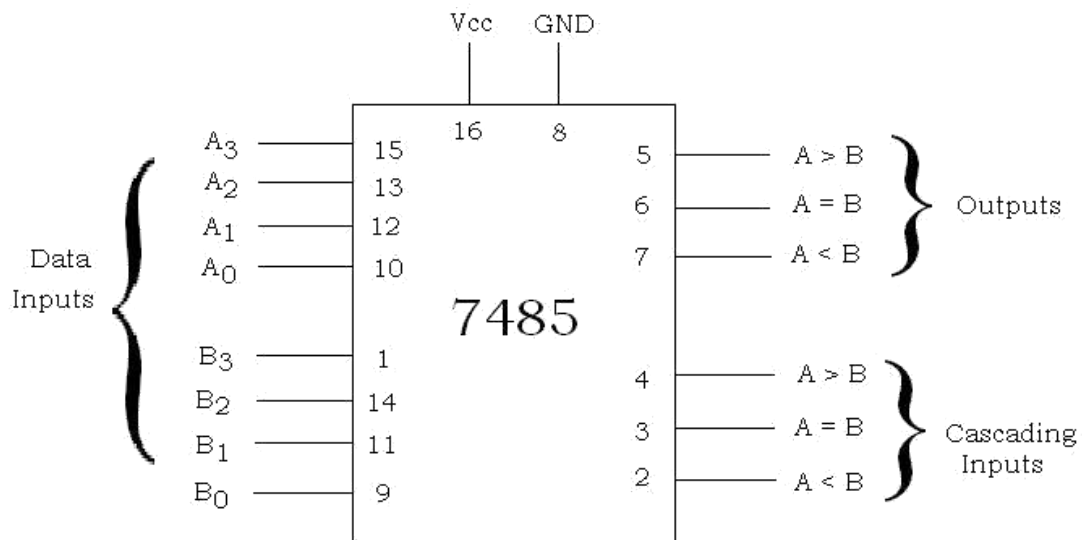 Vcc GND
16 8
A3 15
A2 13
A1 12
A0 10
Data
Inputs
B3 1
B2 14
B1 11
B0 9
7485
5 A > B
6 A = B
7 A < B
Outputs
4 A > B
3 A = B
2 A < B
Cascading
Inputs